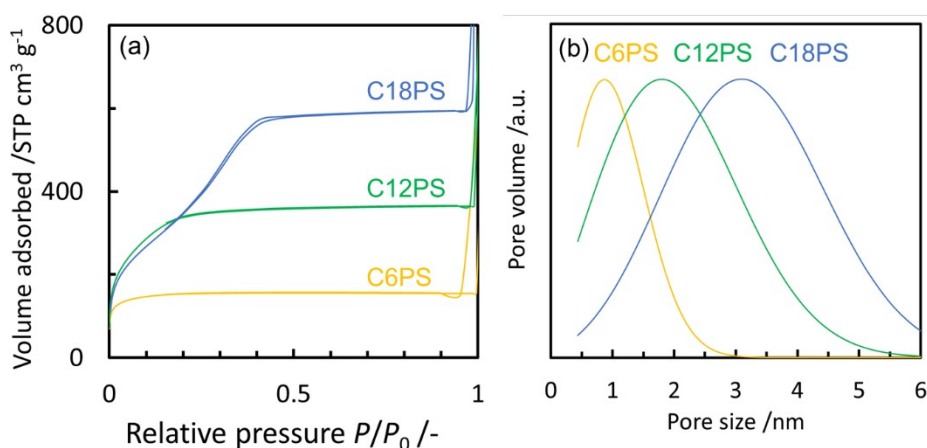 (a)
Volume adsorbed /STP cm³ g⁻¹
800
400
0
C18PS
C12PS
C6PS
0
0.5
1
Relative pressure P/P₀ /-
(b)
C6PS C12PS C18PS
Pore volume /a.u.
0
1
2
3
4
5
6
Pore size /nm